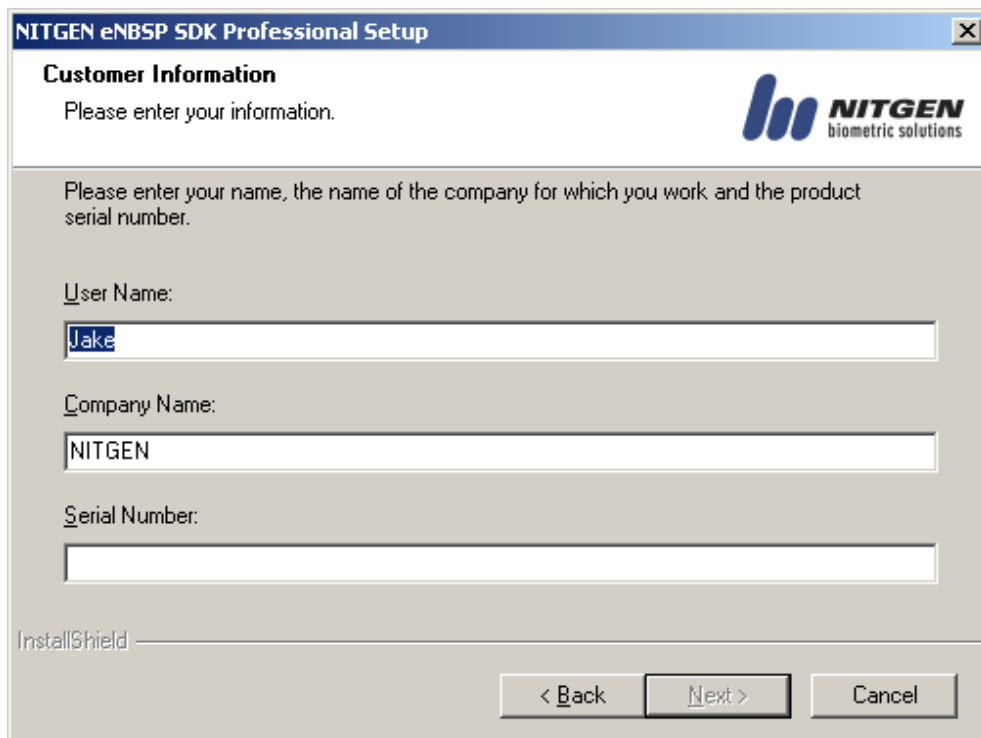 NITGEN eNBSP SDK Professional Setup
Customer Information
Please enter your information.
NITGEN
biometric solutions
Please enter your name, the name of the company for which you work and the product
serial number.
User Name:
Jake
Company Name:
NITGEN
Serial Number:
InstallShield
< Back
Next >
Cancel